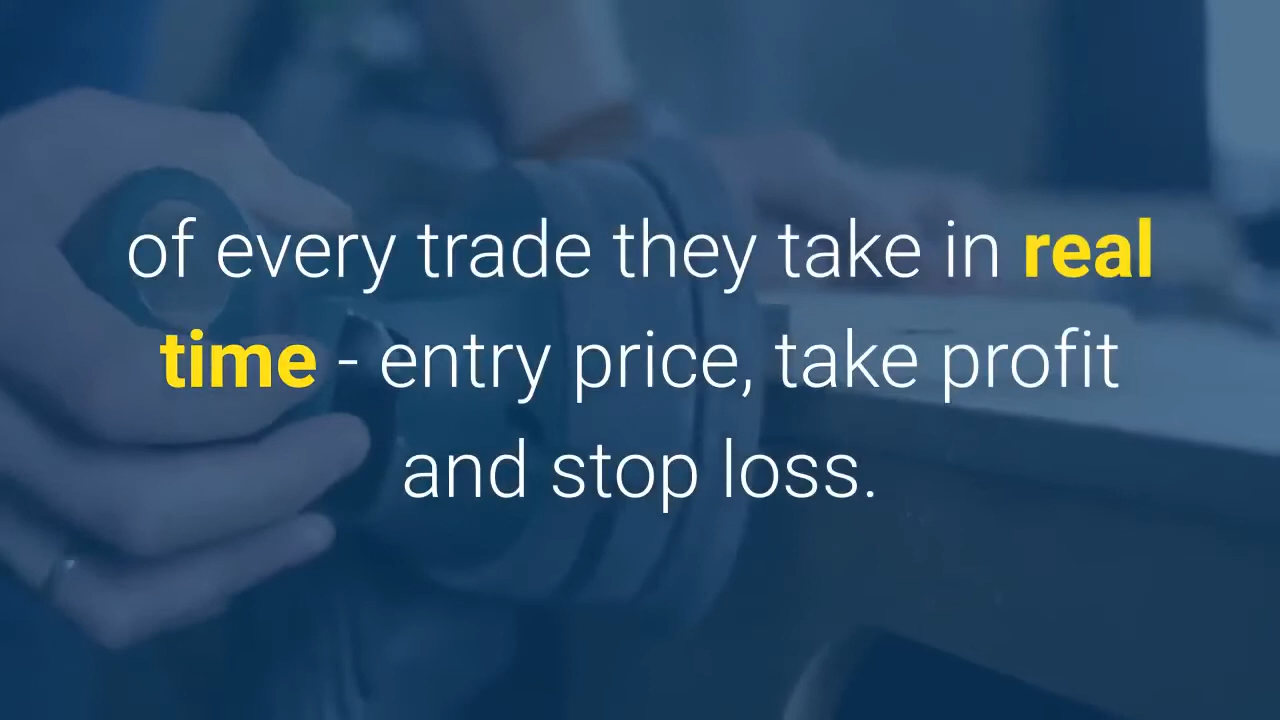 of every trade they take in real
time - entry price, take profit
and stop loss.